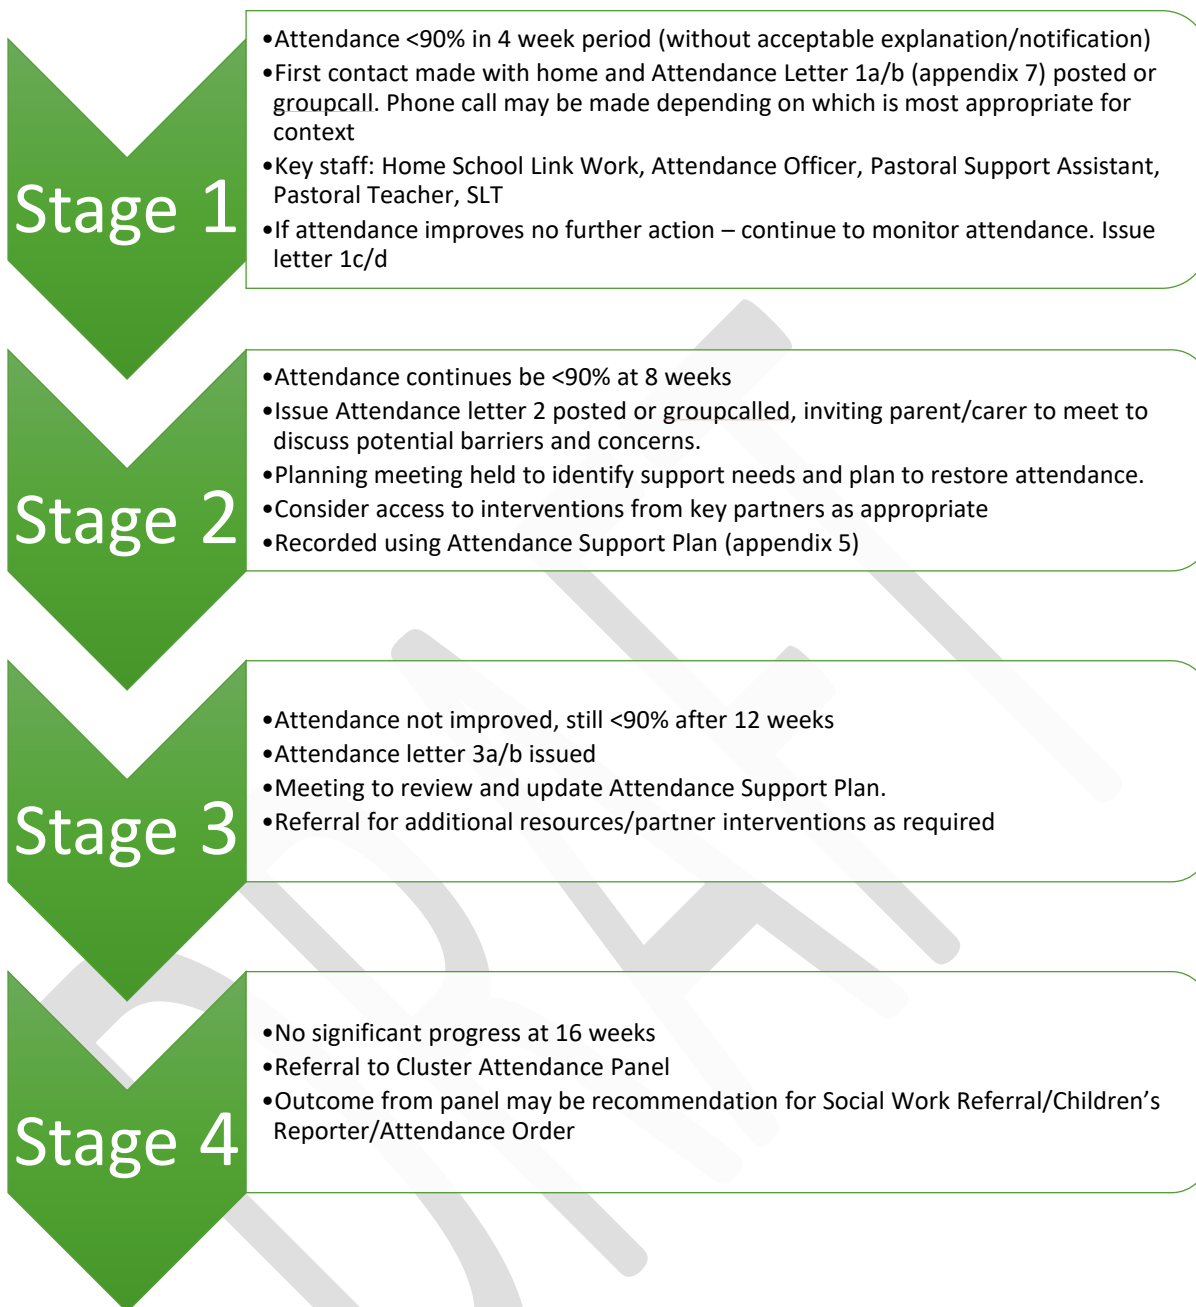 Stage 1
•Attendance <90% in 4 week period (without acceptable explanation/notification)
•First contact made with home and Attendance Letter 1a/b (appendix 7) posted or
groupcall. Phone call may be made depending on which is most appropriate for
context
•Key staff: Home School Link Work, Attendance Officer, Pastoral Support Assistant,
Pastoral Teacher, SLT
•If attendance improves no further action – continue to monitor attendance. Issue
letter 1c/d
Stage 2
•Attendance continues be <90% at 8 weeks
•Issue Attendance letter 2 posted or groupcalled, inviting parent/carer to meet to
discuss potential barriers and concerns.
•Planning meeting held to identify support needs and plan to restore attendance.
•Consider access to interventions from key partners as appropriate
•Recorded using Attendance Support Plan (appendix 5)
Stage 3
•Attendance not improved, still <90% after 12 weeks
•Attendance letter 3a/b issued
•Meeting to review and update Attendance Support Plan.
•Referral for additional resources/partner interventions as required
Stage 4
•No significant progress at 16 weeks
•Referral to Cluster Attendance Panel
•Outcome from panel may be recommendation for Social Work Referral/Children’s
Reporter/Attendance Order
DRAFT